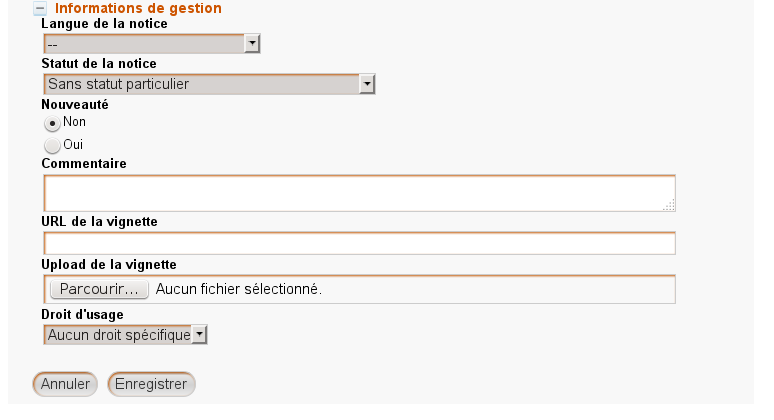 Informations de gestion
Langue de la notice
--
Statut de la notice
Sans statut particulier
Nouveauté
Non
Oui
Commentaire
URL de la vignette
Upload de la vignette
Parcourir... Aucun fichier sélectionné.
Droit d'usage
Aucun droit spécifique
Annuler Enregistrer